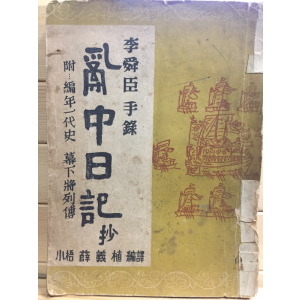 李舜臣 手錄
亂中日記 抄
附…編年一代史 幕下將列傳
小梧 薛義植 編譯